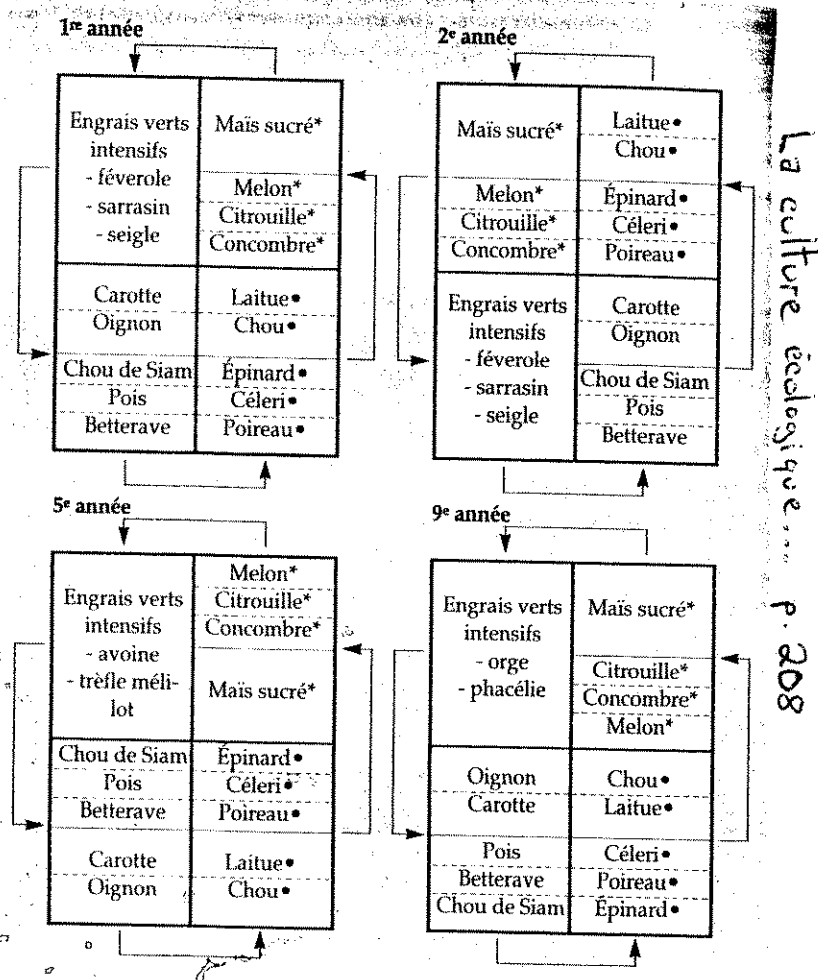 1re année
Engrais verts
intensifs
- féverole
- sarrasin
- seigle
Maïs sucré*
Melon*
Citrouille*
Concombre*
Carotte
Oignon
Laitue•
Chou•
Chou de Siam
Pois
Betterave
Épinard•
Céleri•
Poireau•
2e année
Maïs sucré*
Laitue•
Chou•
Melon*
Citrouille*
Concombre*
Épinard•
Céleri•
Poireau•
Engrais verts
intensifs
- féverole
- sarrasin
- seigle
Carotte
Oignon
Chou de Siam
Pois
Betterave
5e année
Engrais verts
intensifs
- avoine
- trèfle méli-
lot
Melon*
Citrouille*
Concombre*
Maïs sucré*
Chou de Siam
Pois
Betterave
Épinard•
Céleri•
Poireau•
Carotte
Oignon
Laitue•
Chou•
9e année
Engrais verts
intensifs
- orge
- phacélie
Maïs sucré*
Citrouille*
Concombre*
Melon*
Oignon
Carotte
Chou•
Laitue•
Pois
Betterave
Chou de Siam
Céleri•
Poireau•
Épinard•
La culture écologique... p. 208